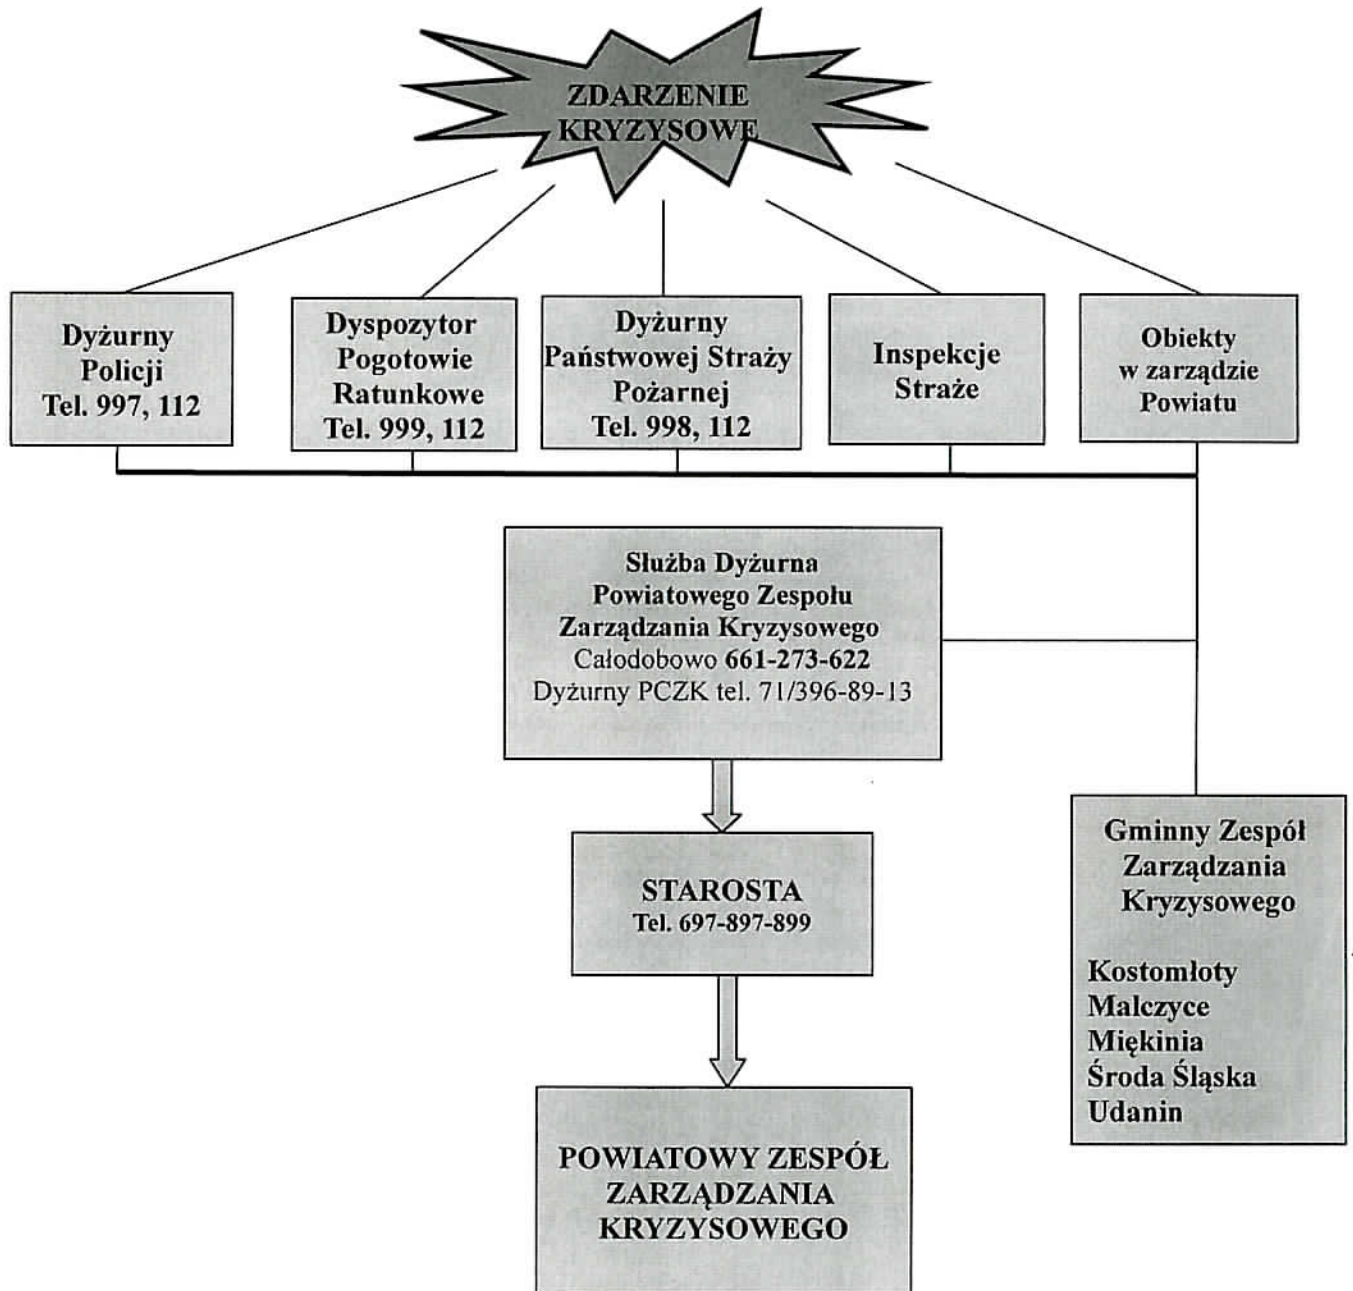 ZDARZENIE
KRYZYSOWE
Dyżurny
Policji
Tel. 997, 112
Dyspozytor
Pogotowie
Ratunkowe
Tel. 999, 112
Dyżurny
Państwowej Straży
Pożarnej
Tel. 998, 112
Inspekcje
Straże
Obiekty
w zarządzie
Powiatu
Służba Dyżurna
Powiatowego Zespołu
Zarządzania Kryzysowego
Całodobowo 661-273-622
Dyżurny PCZK tel. 71/396-89-13
STAROSTA
Tel. 697-897-899
Gminny Zespół
Zarządzania
Kryzysowego
Kostomłoty
Malczyce
Miękinia
Środa Śląska
Udanin
POWIATOWY ZESPÓŁ
ZARZĄDZANIA
KRYZYSOWEGO